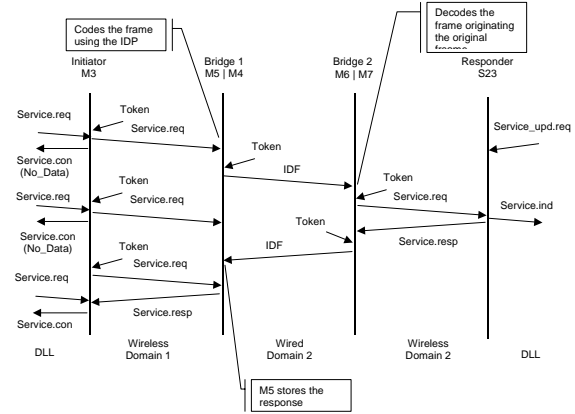 Codes the frame
using the IDP
Decodes the
frame originating
the original
Initiator
M3
Bridge 1
M5 | M4
Bridge 2
M6 | M7
Responder
S23
Service.req
Token
Service.req
Service.con
(No_Data)
Token
IDF
Service_upd.req
Service.req
Token
Service.req
Token
Service.req
Service.ind
Service.con
(No_Data)
Token
Service.resp
IDF
Token
Service.req
Service.req
Service.resp
Service.con
DLL
Wireless
Domain 1
Wired
Domain 2
Wireless
Domain 2
DLL
M5 stores the
response